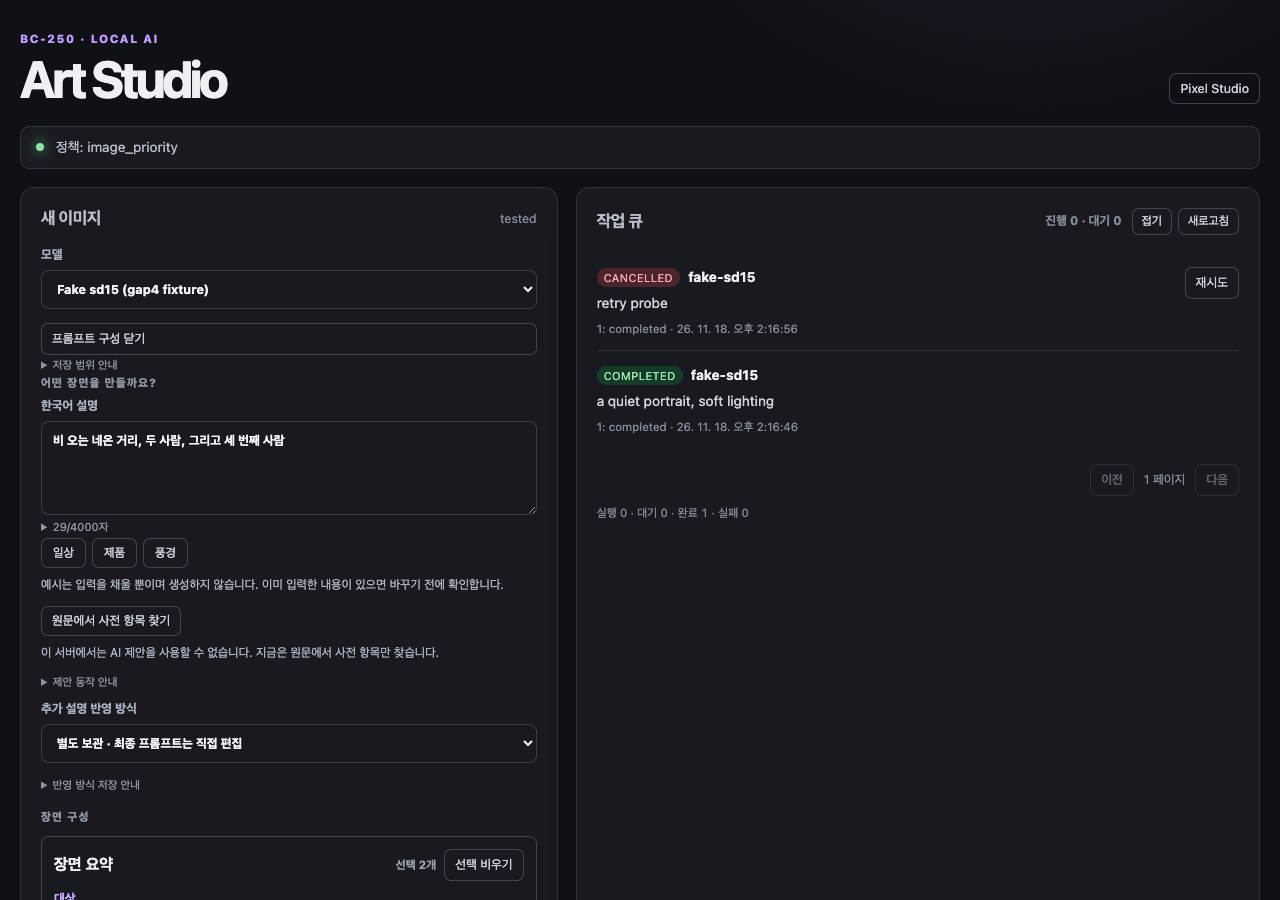 BC-250 · LOCAL AI
Art Studio
Pixel Studio
정책: image_priority
새 이미지
tested
모델
Fake sd15 (gap4 fixture)
프롬프트 구성 닫기
저장 범위 안내
어떤 장면을 만들까요?
한국어 설명
비 오는 네온 거리, 두 사람, 그리고 세 번째 사람
29/4000자
일상 제품 풍경
예시는 입력을 채울 뿐이며 생성하지 않습니다. 이미 입력한 내용이 있으면 바꾸기 전에 확인합니다.
원문에서 사전 항목 찾기
이 서버에서는 AI 제안을 사용할 수 없습니다. 지금은 원문에서 사전 항목만 찾습니다.
제안 동작 안내
추가 설명 반영 방식
별도 보관 · 최종 프롬프트는 직접 편집
반영 방식 저장 안내
장면 구성
장면 요약
선택 2개
선택 비우기
대상
작업 큐
진행 0 · 대기 0
접기
새로고침
CANCELLED fake-sd15
재시도
retry probe
1: completed · 26. 11. 18. 오후 2:16:56
COMPLETED fake-sd15
a quiet portrait, soft lighting
1: completed · 26. 11. 18. 오후 2:16:46
이전 1 페이지 다음
실행 0 · 대기 0 · 완료 1 · 실패 0